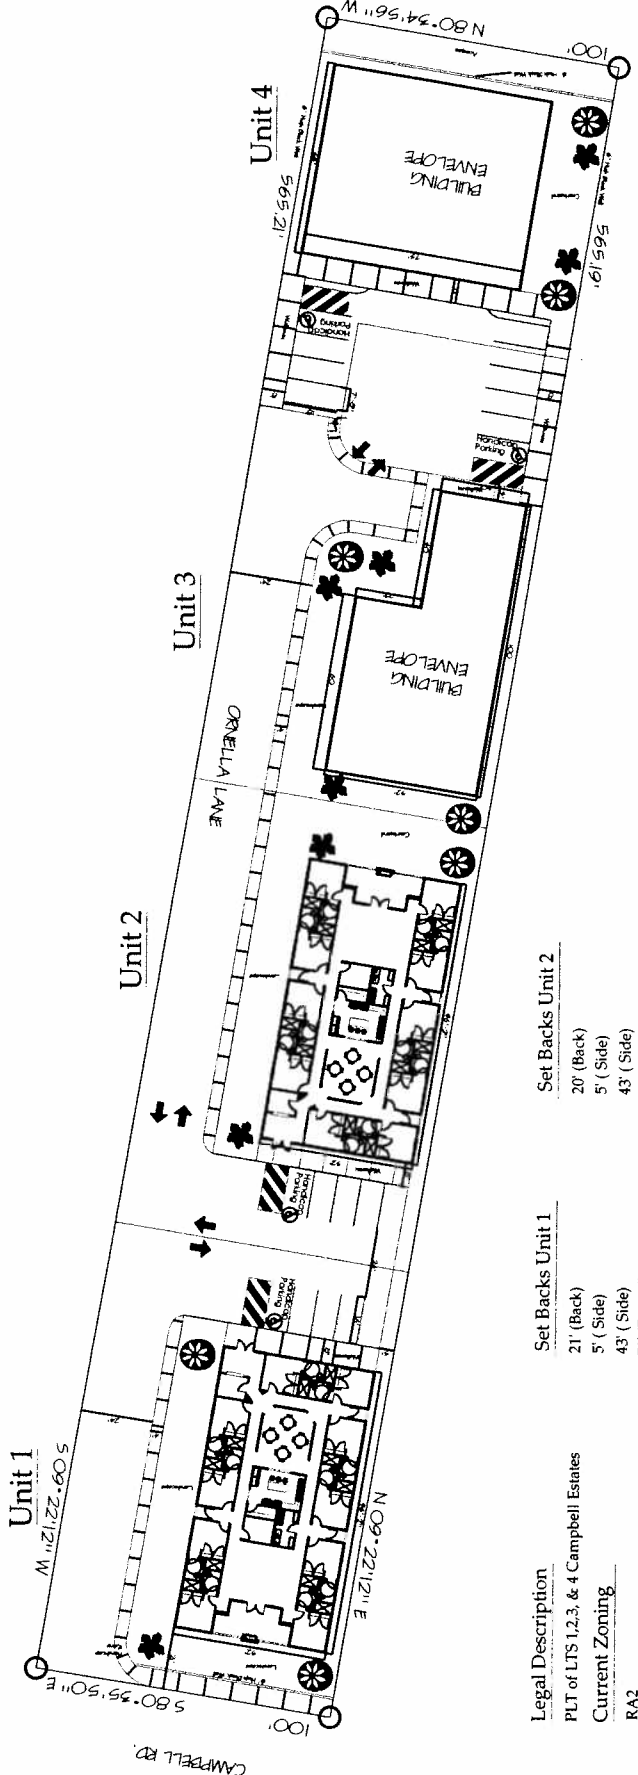 Unit 1
Unit 2
Unit 3
Unit 4
CAMPBELL RD.
S 80°35'50" E
100'
S 09°22'12" W
N 09°22'12" E
ORNELLA LANE
565.21'
565.19'
N 80°34'56" W
100'
BUILDING
ENVELOPE
BUILDING
ENVELOPE
Handicap
Parking
Handicap
Parking
Handicap
Parking
Handicap
Parking
Courtyard
Legal Description
PLT of LTS 1,2,3, & 4 Campbell Estates
Current Zoning
RA2
Set Backs Unit 1
21' (Back)
5' ( Side)
43' ( Side)
Set Backs Unit 2
20' (Back)
5' ( Side)
43' ( Side)